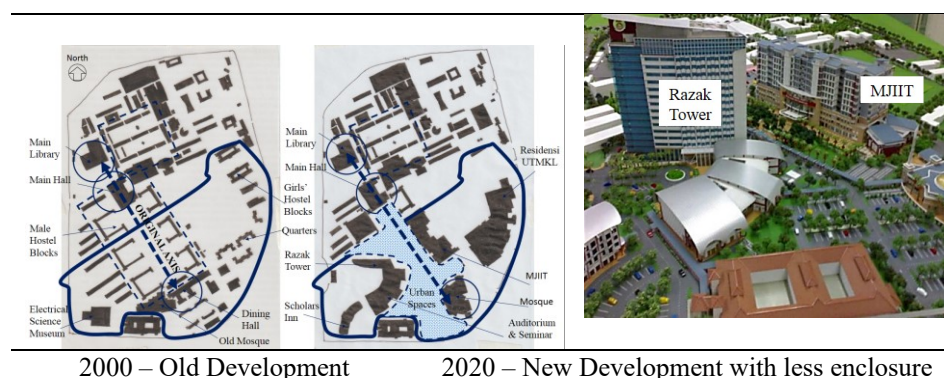 North
Main
Library
Main Hall
Male
Hostel
Blocks
Electrical
Science
Museum
ORIGINAL AXIS
Girls'
Hostel
Blocks
Quarters
Dining
Hall
Old Mosque
Main
Library
Main Hall
Razak
Tower
Scholars
Inn
Urban
Spaces
Residensi
UTMKL
MJIIT
Mosque
Auditorium
& Seminar
Razak
Tower
MJIIT
2000 – Old Development
2020 – New Development with less enclosure